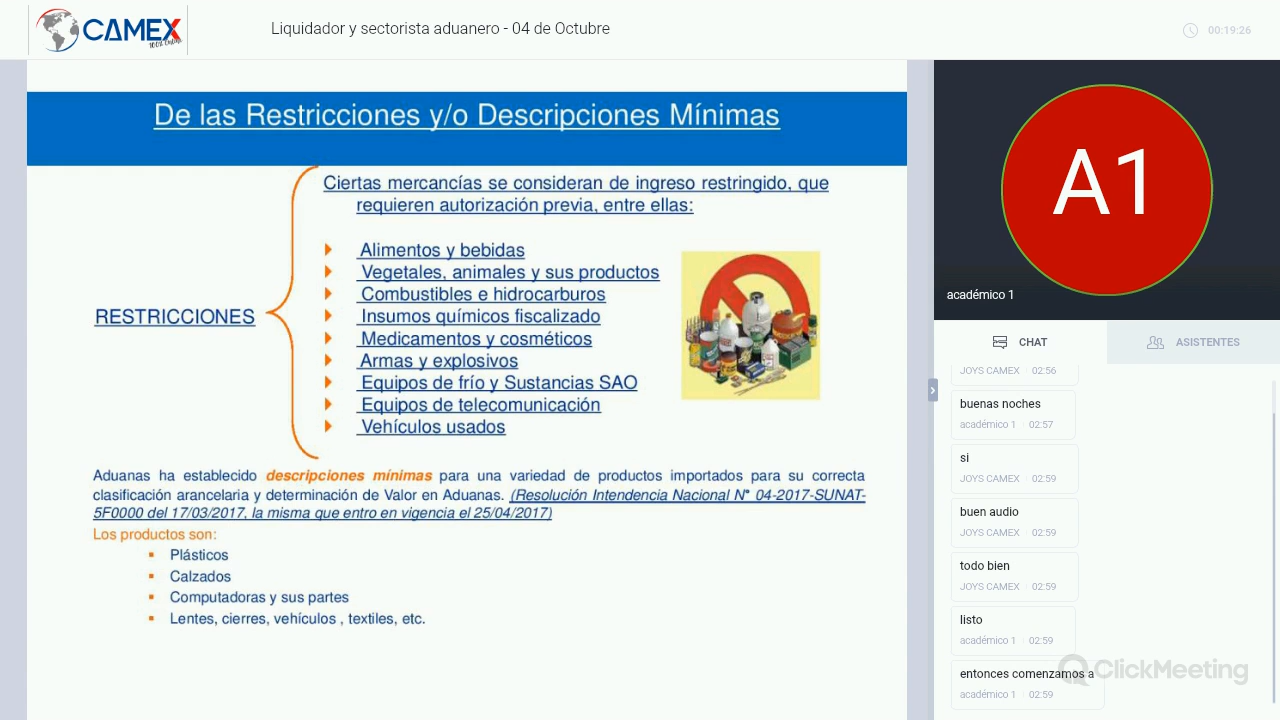 CAMEX
100% Online
Liquidador y sectorista aduanero - 04 de Octubre
00:19:26
De las Restricciones y/o Descripciones Mínimas
Ciertas mercancías se consideran de ingreso restringido, que
requieren autorización previa, entre ellas:
Alimentos y bebidas
Vegetales, animales y sus productos
Combustibles e hidrocarburos
Insumos químicos fiscalizado
RESTRICCIONES
Medicamentos y cosméticos
Armas y explosivos
Equipos de frío y Sustancias SAO
Equipos de telecomunicación
Vehículos usados
Aduanas ha establecido descripciones mínimas para una variedad de productos importados para su correcta
clasificación arancelaria y determinación de Valor en Aduanas. (Resolución Intendencia Nacional N° 04-2017-SUNAT-
5F0000 del 17/03/2017, la misma que entro en vigencia el 25/04/2017)
Los productos son:
Plásticos
Calzados
Computadoras y sus partes
Lentes, cierres, vehículos , textiles, etc.
A1
académico 1
CHAT
ASISTENTES
JOYS CAMEX 02:56
buenas noches
académico 1 02:57
si
JOYS CAMEX 02:59
buen audio
JOYS CAMEX 02:59
todo bien
JOYS CAMEX 02:59
listo
académico 1 02:59
entonces comenzamos a
académico 1 02:59
ClickMeeting